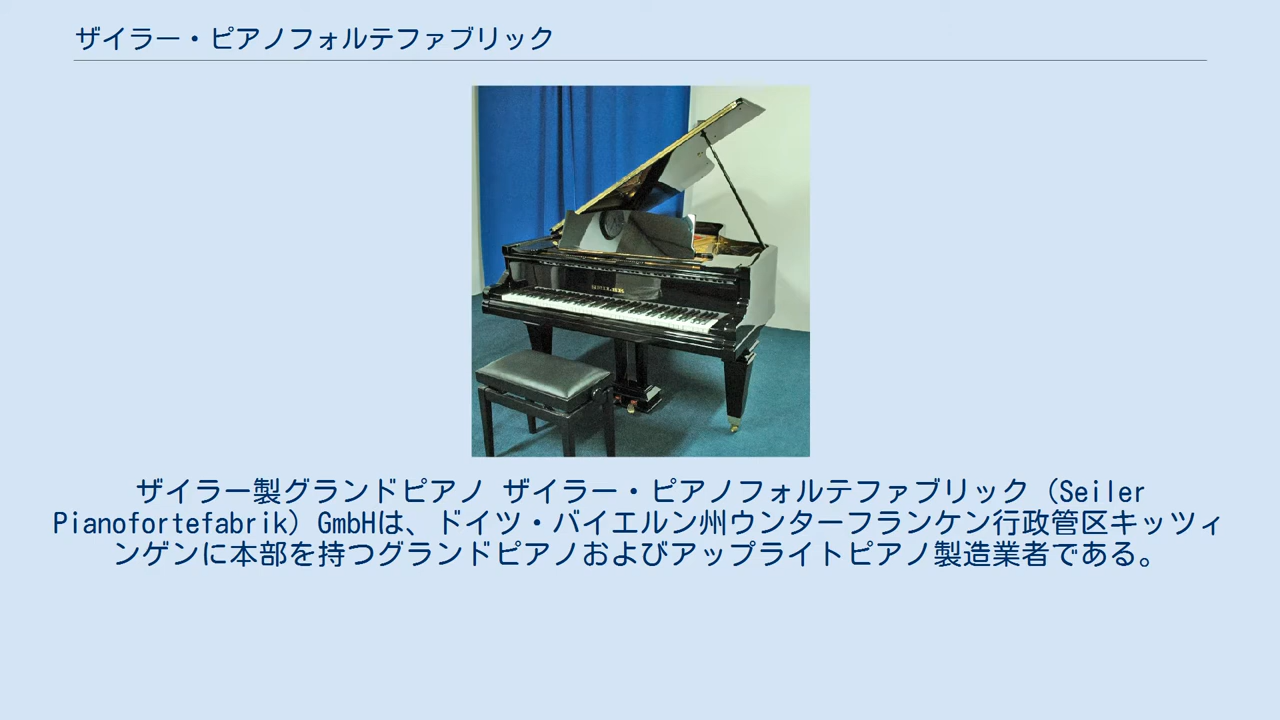 ザイラー・ピアノフォルテファブリック
SEILER
ザイラー製グランドピアノ ザイラー・ピアノフォルテファブリック（Seiler
Pianofortefabrik）GmbHは、ドイツ・バイエルン州ウンターフランケン行政管区キッツィ
ンゲンに本部を持つグランドピアノおよびアップライトピアノ製造業者である。